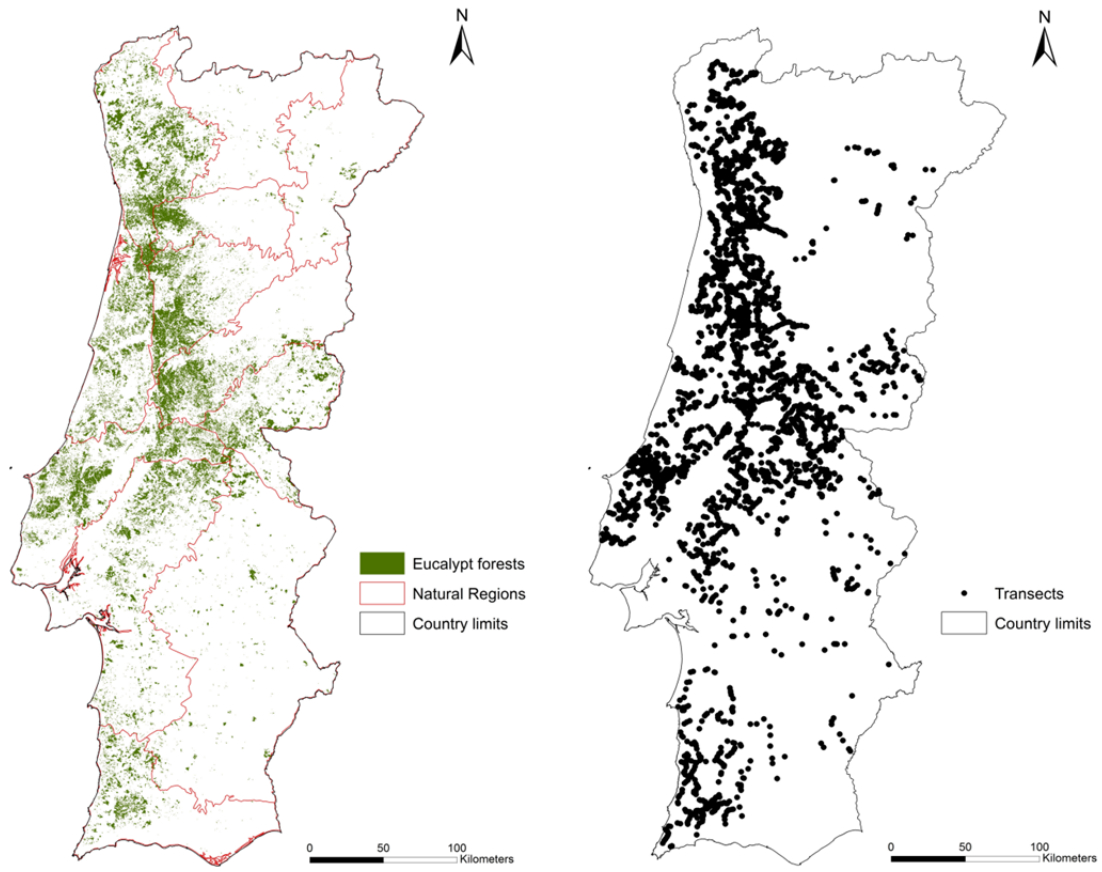 N
Eucalypt forests
Natural Regions
Country limits
0 50 100
Kilometers
N
Transects
Country limits
0 50 100
Kilometers